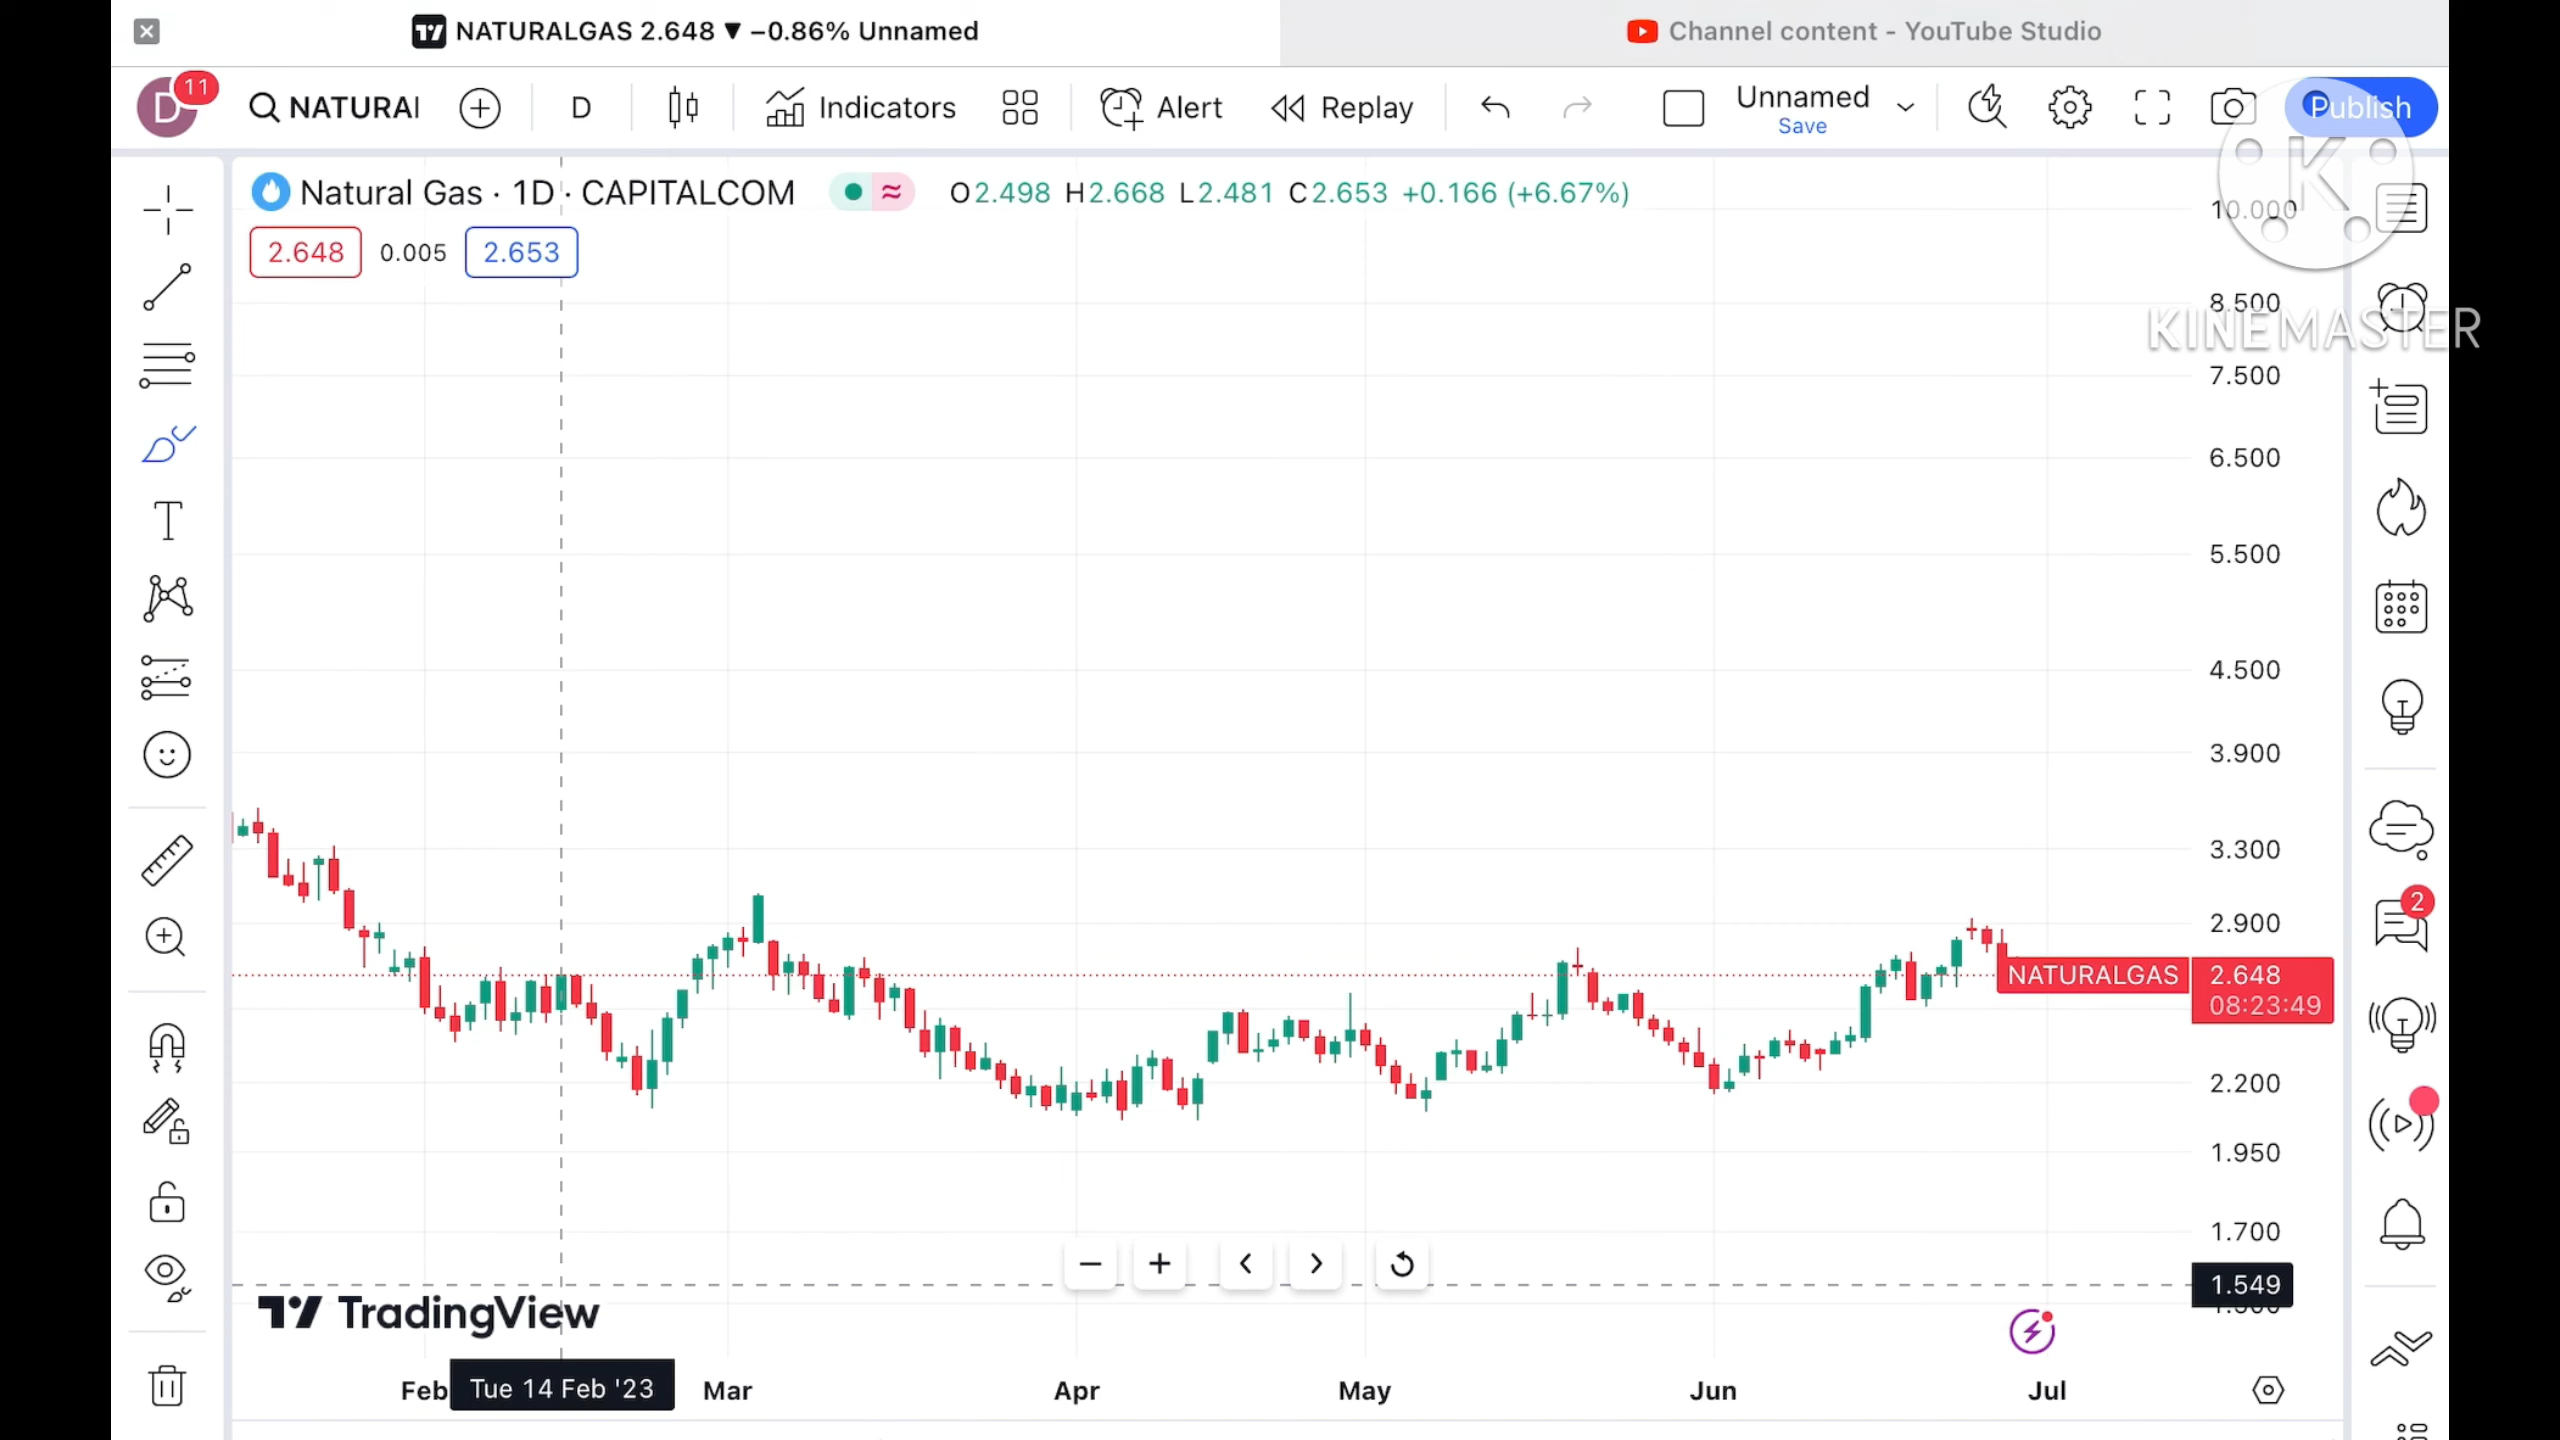 NATURALGAS 2.648 ▼ −0.86% Unnamed
Channel content - YouTube Studio
D
11
NATURAI
D
Indicators
Alert
Replay
Unnamed
Save
Publish
Natural Gas · 1D · CAPITALCOM
O2.498 H2.668 L2.481 C2.653 +0.166 (+6.67%)
2.648
0.005
2.653
K
KINEMASTER
10.000
8.500
7.500
6.500
5.500
4.500
3.900
3.300
2.900
NATURALGAS
2.648
08:23:49
2.200
1.950
1.700
1.549
2
TradingView
Feb
Tue 14 Feb '23
Mar
Apr
May
Jun
Jul